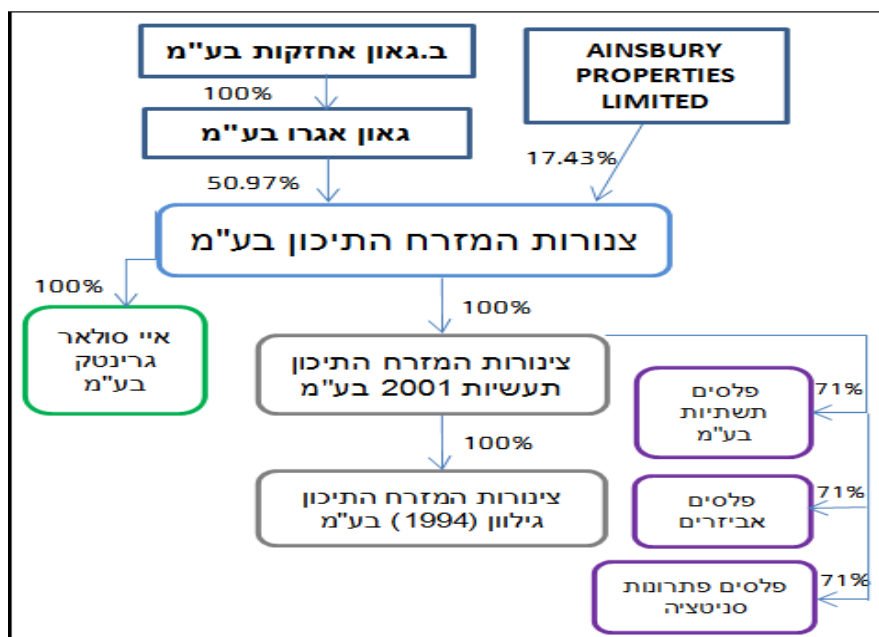 ב.גאון אחזקות בע"מ
AINSBURY
PROPERTIES
LIMITED
100%
גאון אגרו בע"מ
17.43%
50.97%
צנורות המזרח התיכון בע"מ
100%
100%
איי סולאר
גרינטק
בע"מ
צינורות המזרח התיכון
תעשיות 2001 בע"מ
פלסים
תשתיות
בע"מ
71%
100%
צינורות המזרח התיכון
גילוון (1994) בע"מ
פלסים
אביזרים
71%
פלסים פתרונות
סניטציה
71%